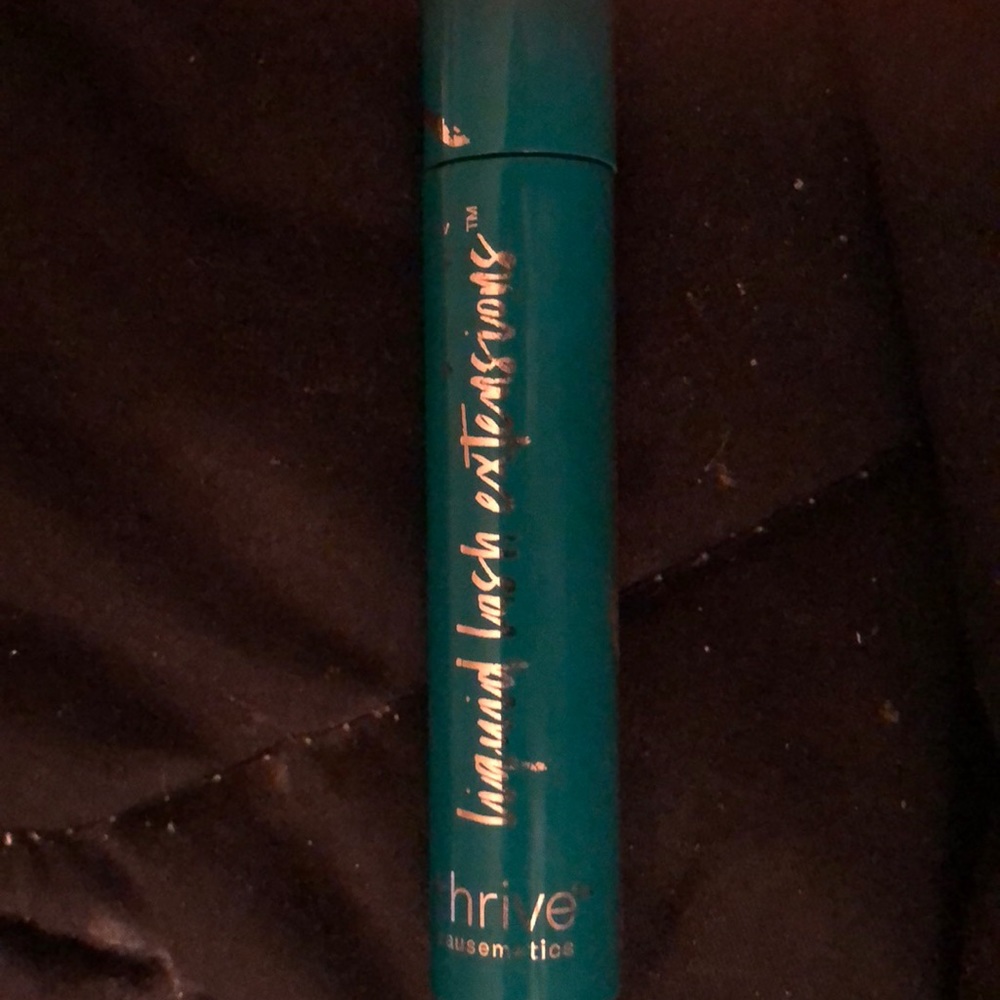 liquid lash extensions™
thrive
causemetics